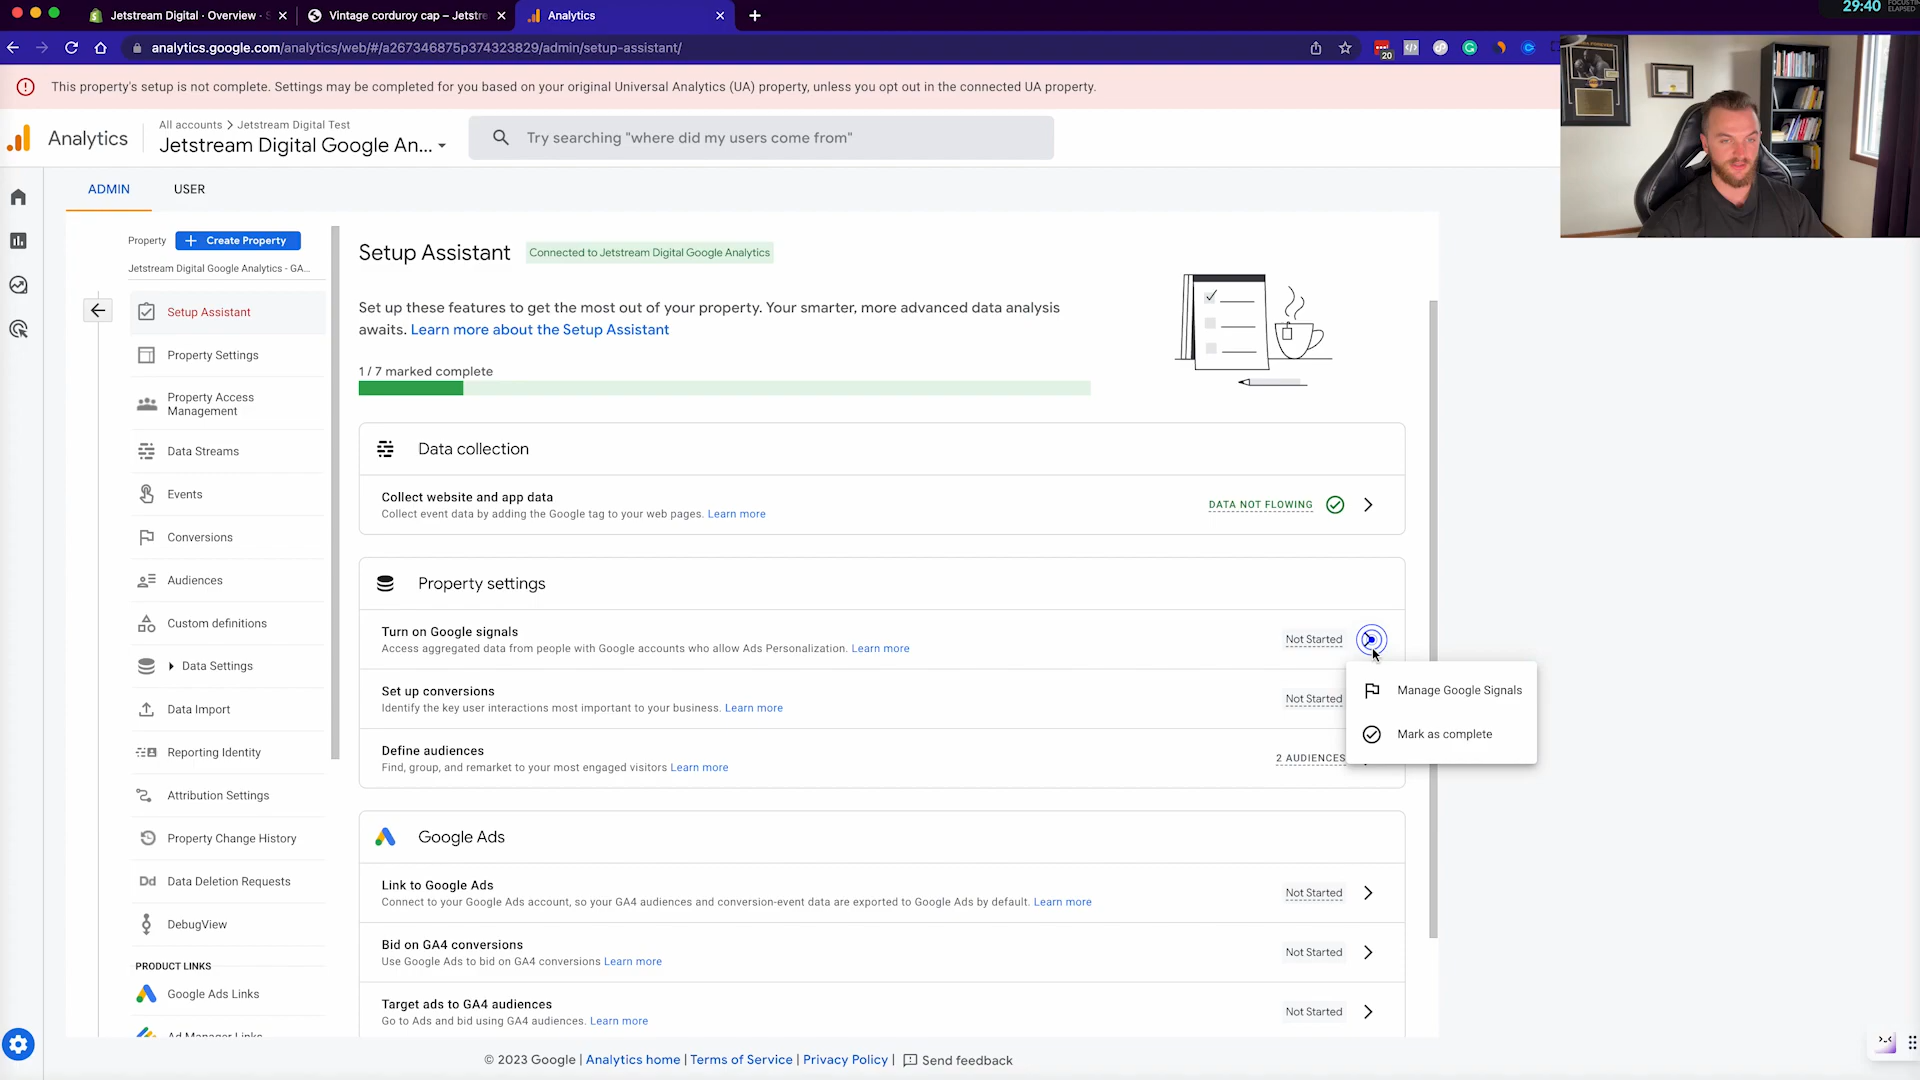 Jetstream Digital · Overview · S
Vintage corduroy cap – Jetstre
Analytics
29:40
ELAPSED
analytics.google.com/analytics/web/#/a267346875p374323829/admin/setup-assistant/
20
This property's setup is not complete. Settings may be completed for you based on your original Universal Analytics (UA) property, unless you opt out in the connected UA property.
Analytics
All accounts > Jetstream Digital Test
Jetstream Digital Google An...
Try searching "where did my users come from"
ADMIN
USER
Property
Create Property
Jetstream Digital Google Analytics - GA...
Setup Assistant
Property Settings
Property Access
Management
Data Streams
Events
Conversions
Audiences
Custom definitions
Data Settings
Data Import
Reporting Identity
Attribution Settings
Property Change History
Dd Data Deletion Requests
DebugView
PRODUCT LINKS
Google Ads Links
Ad Manager Links
Setup Assistant
Connected to Jetstream Digital Google Analytics
Set up these features to get the most out of your property. Your smarter, more advanced data analysis
awaits. Learn more about the Setup Assistant
1 / 7 marked complete
Data collection
Collect website and app data
Collect event data by adding the Google tag to your web pages. Learn more
DATA NOT FLOWING
Property settings
Turn on Google signals
Access aggregated data from people with Google accounts who allow Ads Personalization. Learn more
Not Started
Manage Google Signals
Mark as complete
Set up conversions
Identify the key user interactions most important to your business. Learn more
Not Started
Define audiences
Find, group, and remarket to your most engaged visitors Learn more
2 AUDIENCES
Google Ads
Link to Google Ads
Connect to your Google Ads account, so your GA4 audiences and conversion-event data are exported to Google Ads by default. Learn more
Not Started
Bid on GA4 conversions
Use Google Ads to bid on GA4 conversions Learn more
Not Started
Target ads to GA4 audiences
Go to Ads and bid using GA4 audiences. Learn more
Not Started
© 2023 Google | Analytics home | Terms of Service | Privacy Policy | Send feedback